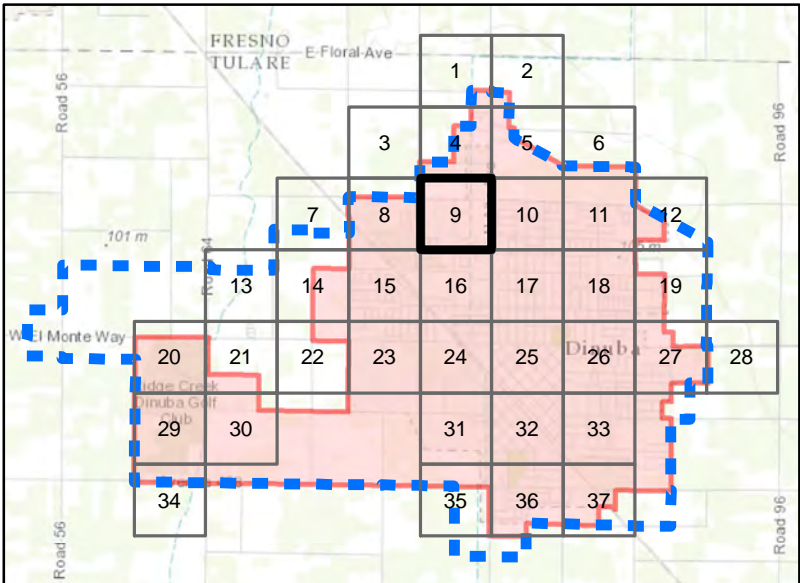 FRESNO
TULARE
E-Floral-Ave
1
2
Road 56
Road 96
3
4
5
6
7
8
9
10
11
12
101 m
13
14
15
16
17
18
19
W-El-Monte Way
20
21
22
23
24
25
26
27
28
Dinuba
Ridge Creek
Dinuba Golf
Club
29
30
31
32
33
34
35
36
37
Road 56
Road 96